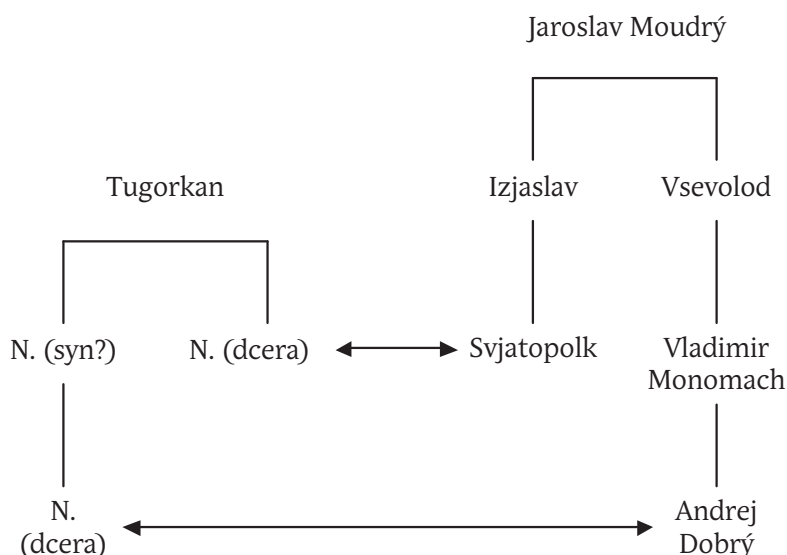 Jaroslav Moudrý
Tugorkan
Izjaslav
Vsevolod
N. (syn?)
N. (dcera)
Svjatopolk
Vladimir
Monomach
N.
(dcera)
Andrej
Dobrý